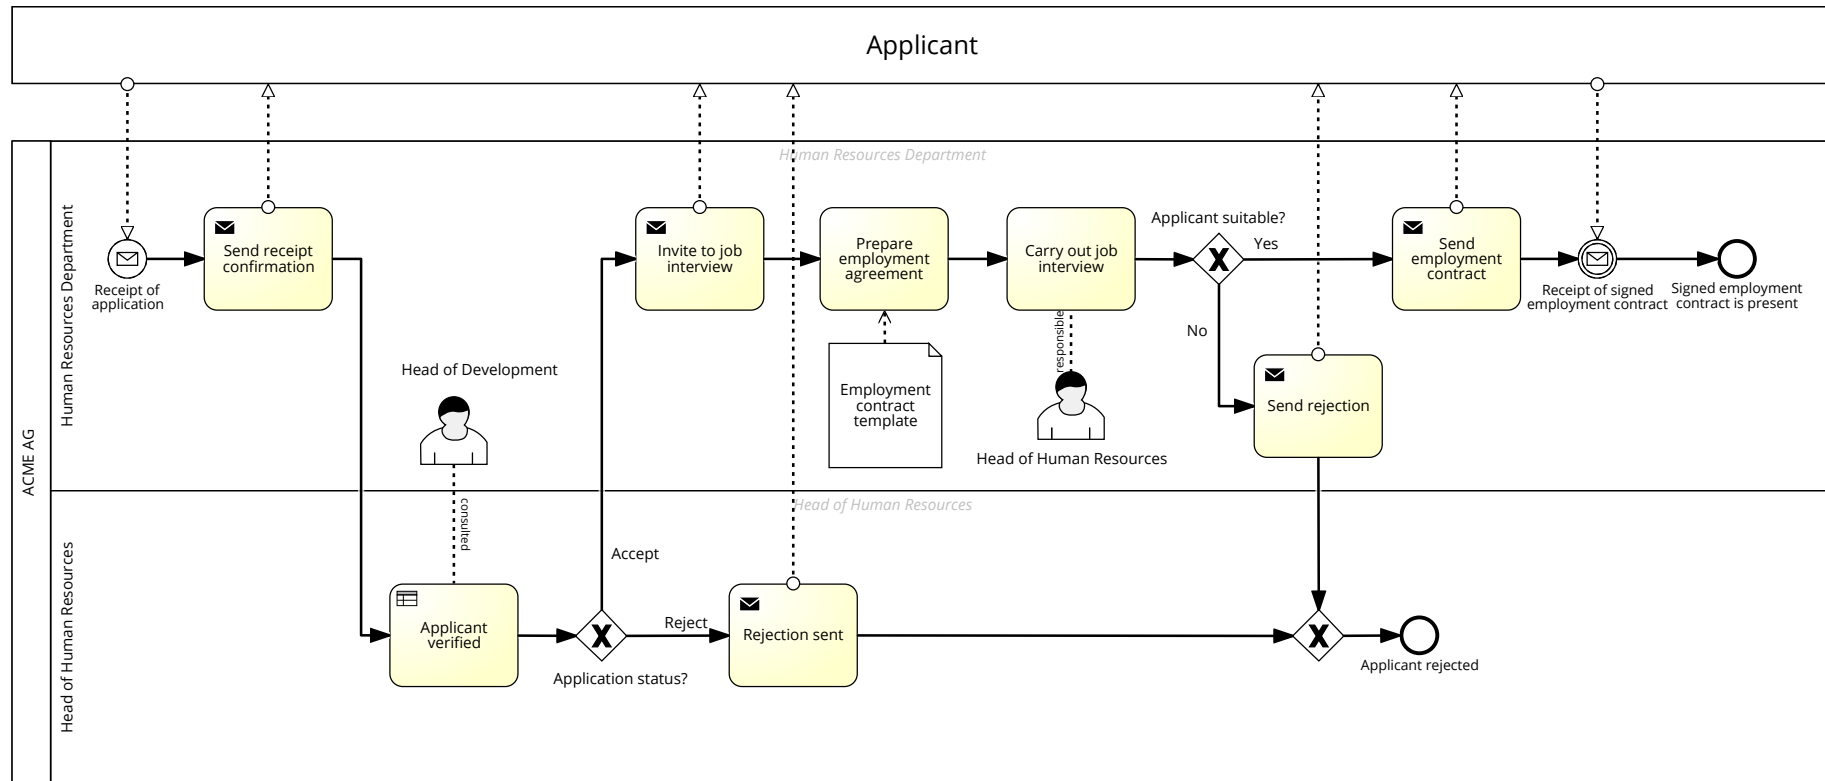 Applicant
Human Resources Department
ACME AG
Human Resources Department
Receipt of
application
Send receipt
confirmation
Invite to job
interview
Prepare
employment
agreement
Carry out job
interview
Applicant suitable?
Yes
No
Send
employment
contract
Receipt of signed
employment contract
Signed employment
contract is present
responsible
Head of Development
Employment
contract
template
Head of Human Resources
Send rejection
Head of Human Resources
Head of Human Resources
consulted
Accept
Applicant
verified
Reject
Application status?
Rejection sent
Applicant rejected